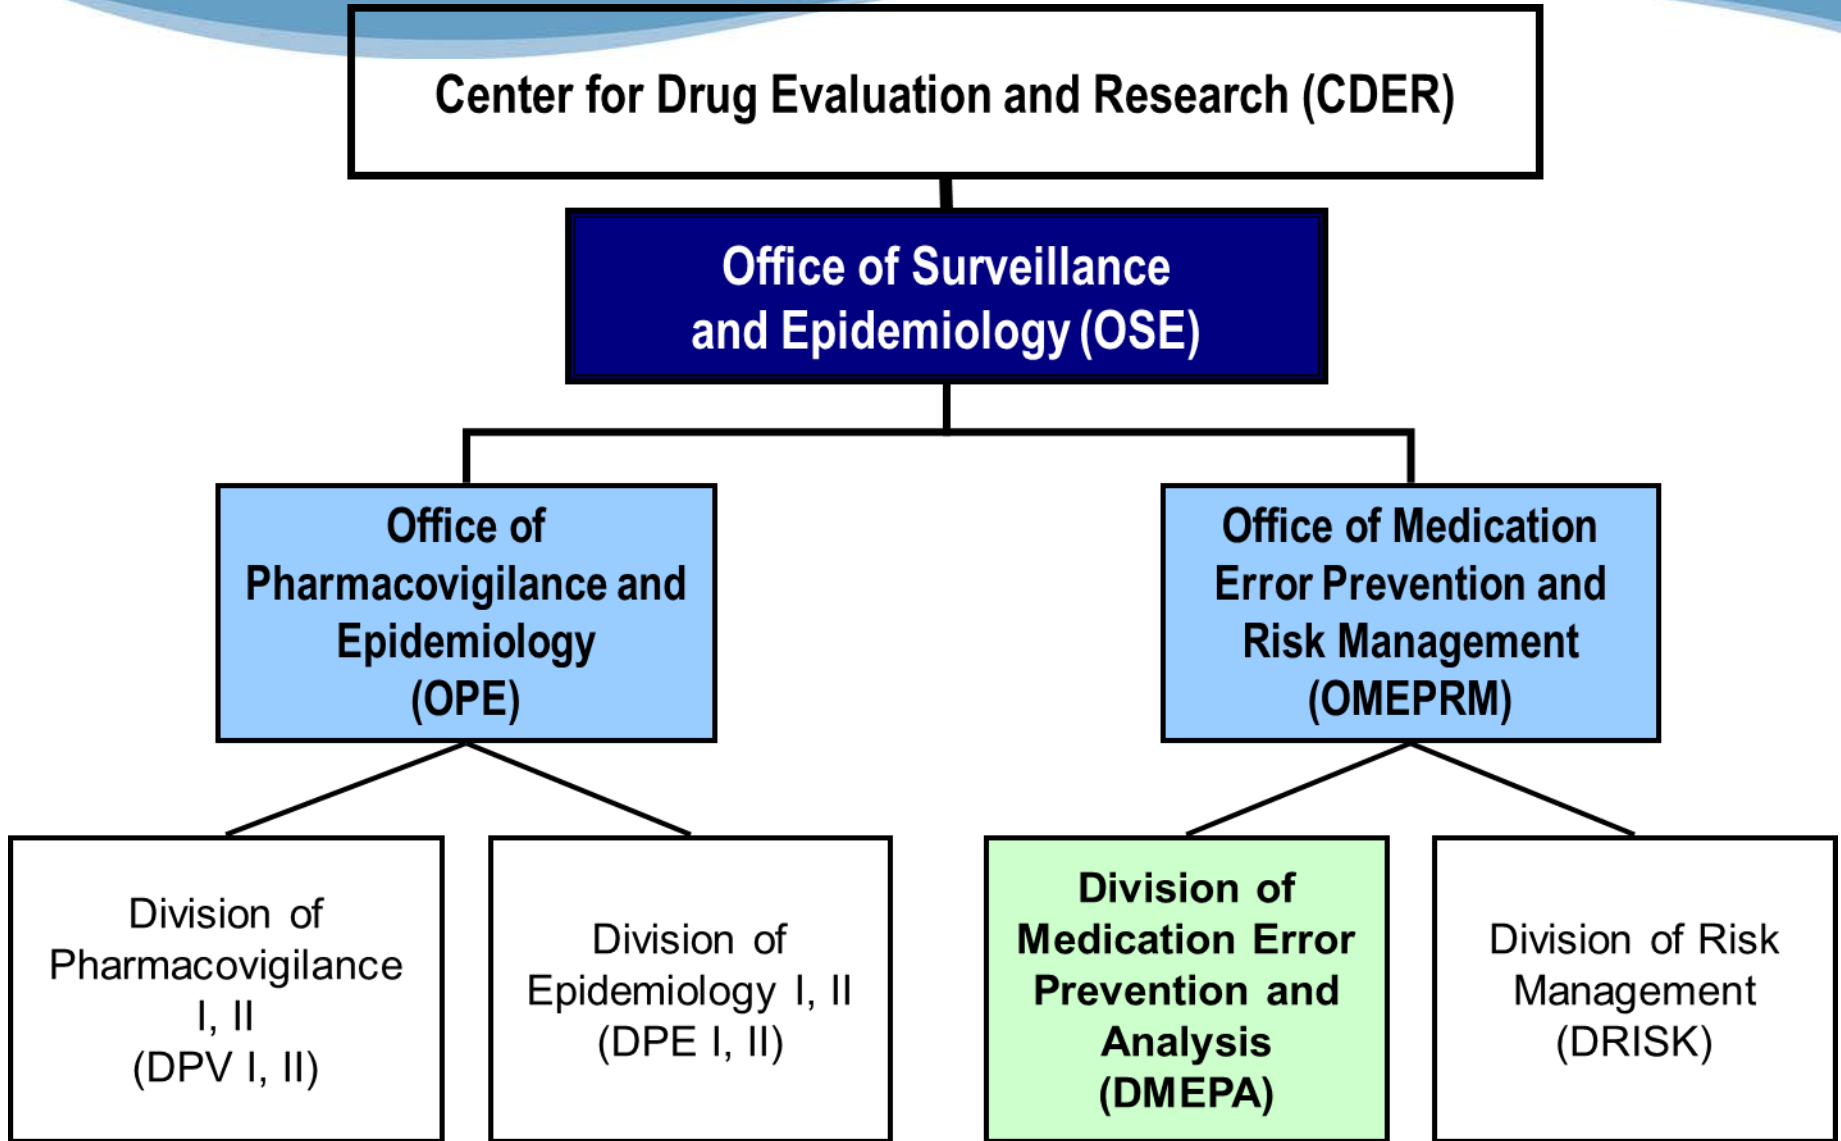 Center for Drug Evaluation and Research (CDER)
Office of Surveillance
and Epidemiology (OSE)
Office of
Pharmacovigilance and
Epidemiology
(OPE)
Office of Medication
Error Prevention and
Risk Management
(OMEPRM)
Division of
Pharmacovigilance
I, II
(DPV I, II)
Division of
Epidemiology I, II
(DPE I, II)
Division of
Medication Error
Prevention and
Analysis
(DMEPA)
Division of Risk
Management
(DRISK)